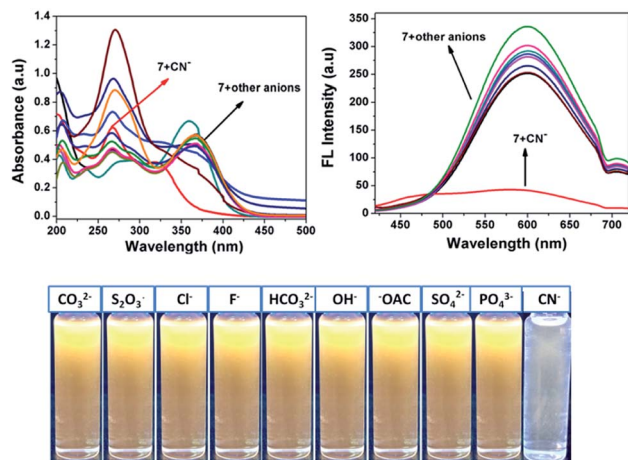 1.4
1.2
1.0
0.8
0.6
0.4
0.2
0.0
Absorbance (a.u)
7+CN⁻
7+other anions
200 250 300 350 400 450 500
Wavelength (nm)
350
300
250
200
150
100
50
0
FL Intensity (a.u)
7+other anions
7+CN⁻
450 500 550 600 650 700
Wavelength (nm)
CO₃²⁻ S₂O₃⁻ Cl⁻ F⁻ HCO₃²⁻ OH⁻ ⁻OAC SO₄²⁻ PO₄³⁻ CN⁻